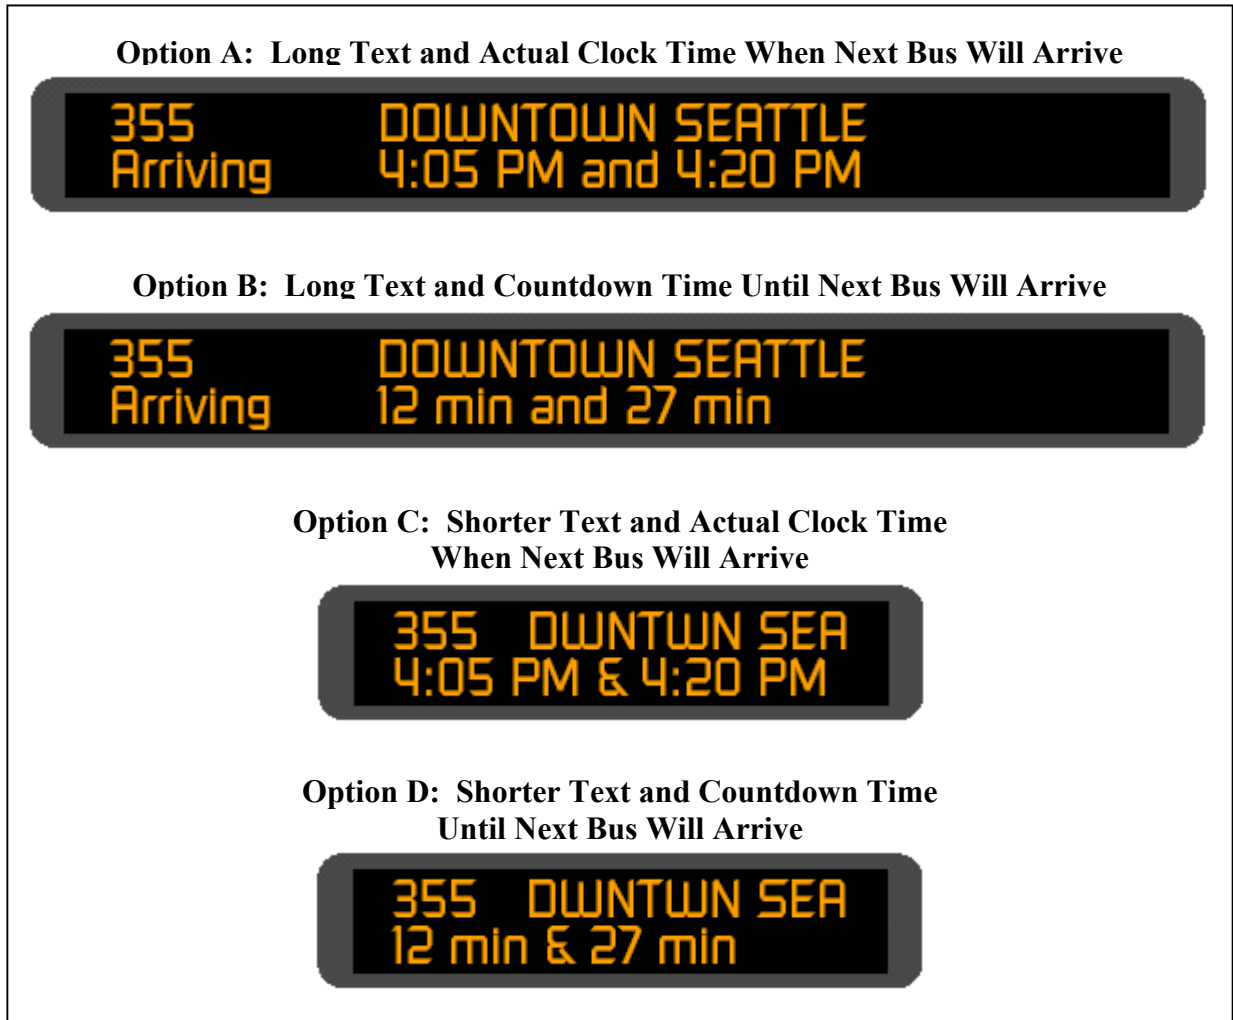 Option A: Long Text and Actual Clock Time When Next Bus Will Arrive
355 DOWNTOWN SEATTLE
Arriving 4:05 PM and 4:20 PM
Option B: Long Text and Countdown Time Until Next Bus Will Arrive
355 DOWNTOWN SEATTLE
Arriving 12 min and 27 min
Option C: Shorter Text and Actual Clock Time
When Next Bus Will Arrive
355 DWNTWN SEA
4:05 PM & 4:20 PM
Option D: Shorter Text and Countdown Time
Until Next Bus Will Arrive
355 DWNTWN SEA
12 min & 27 min